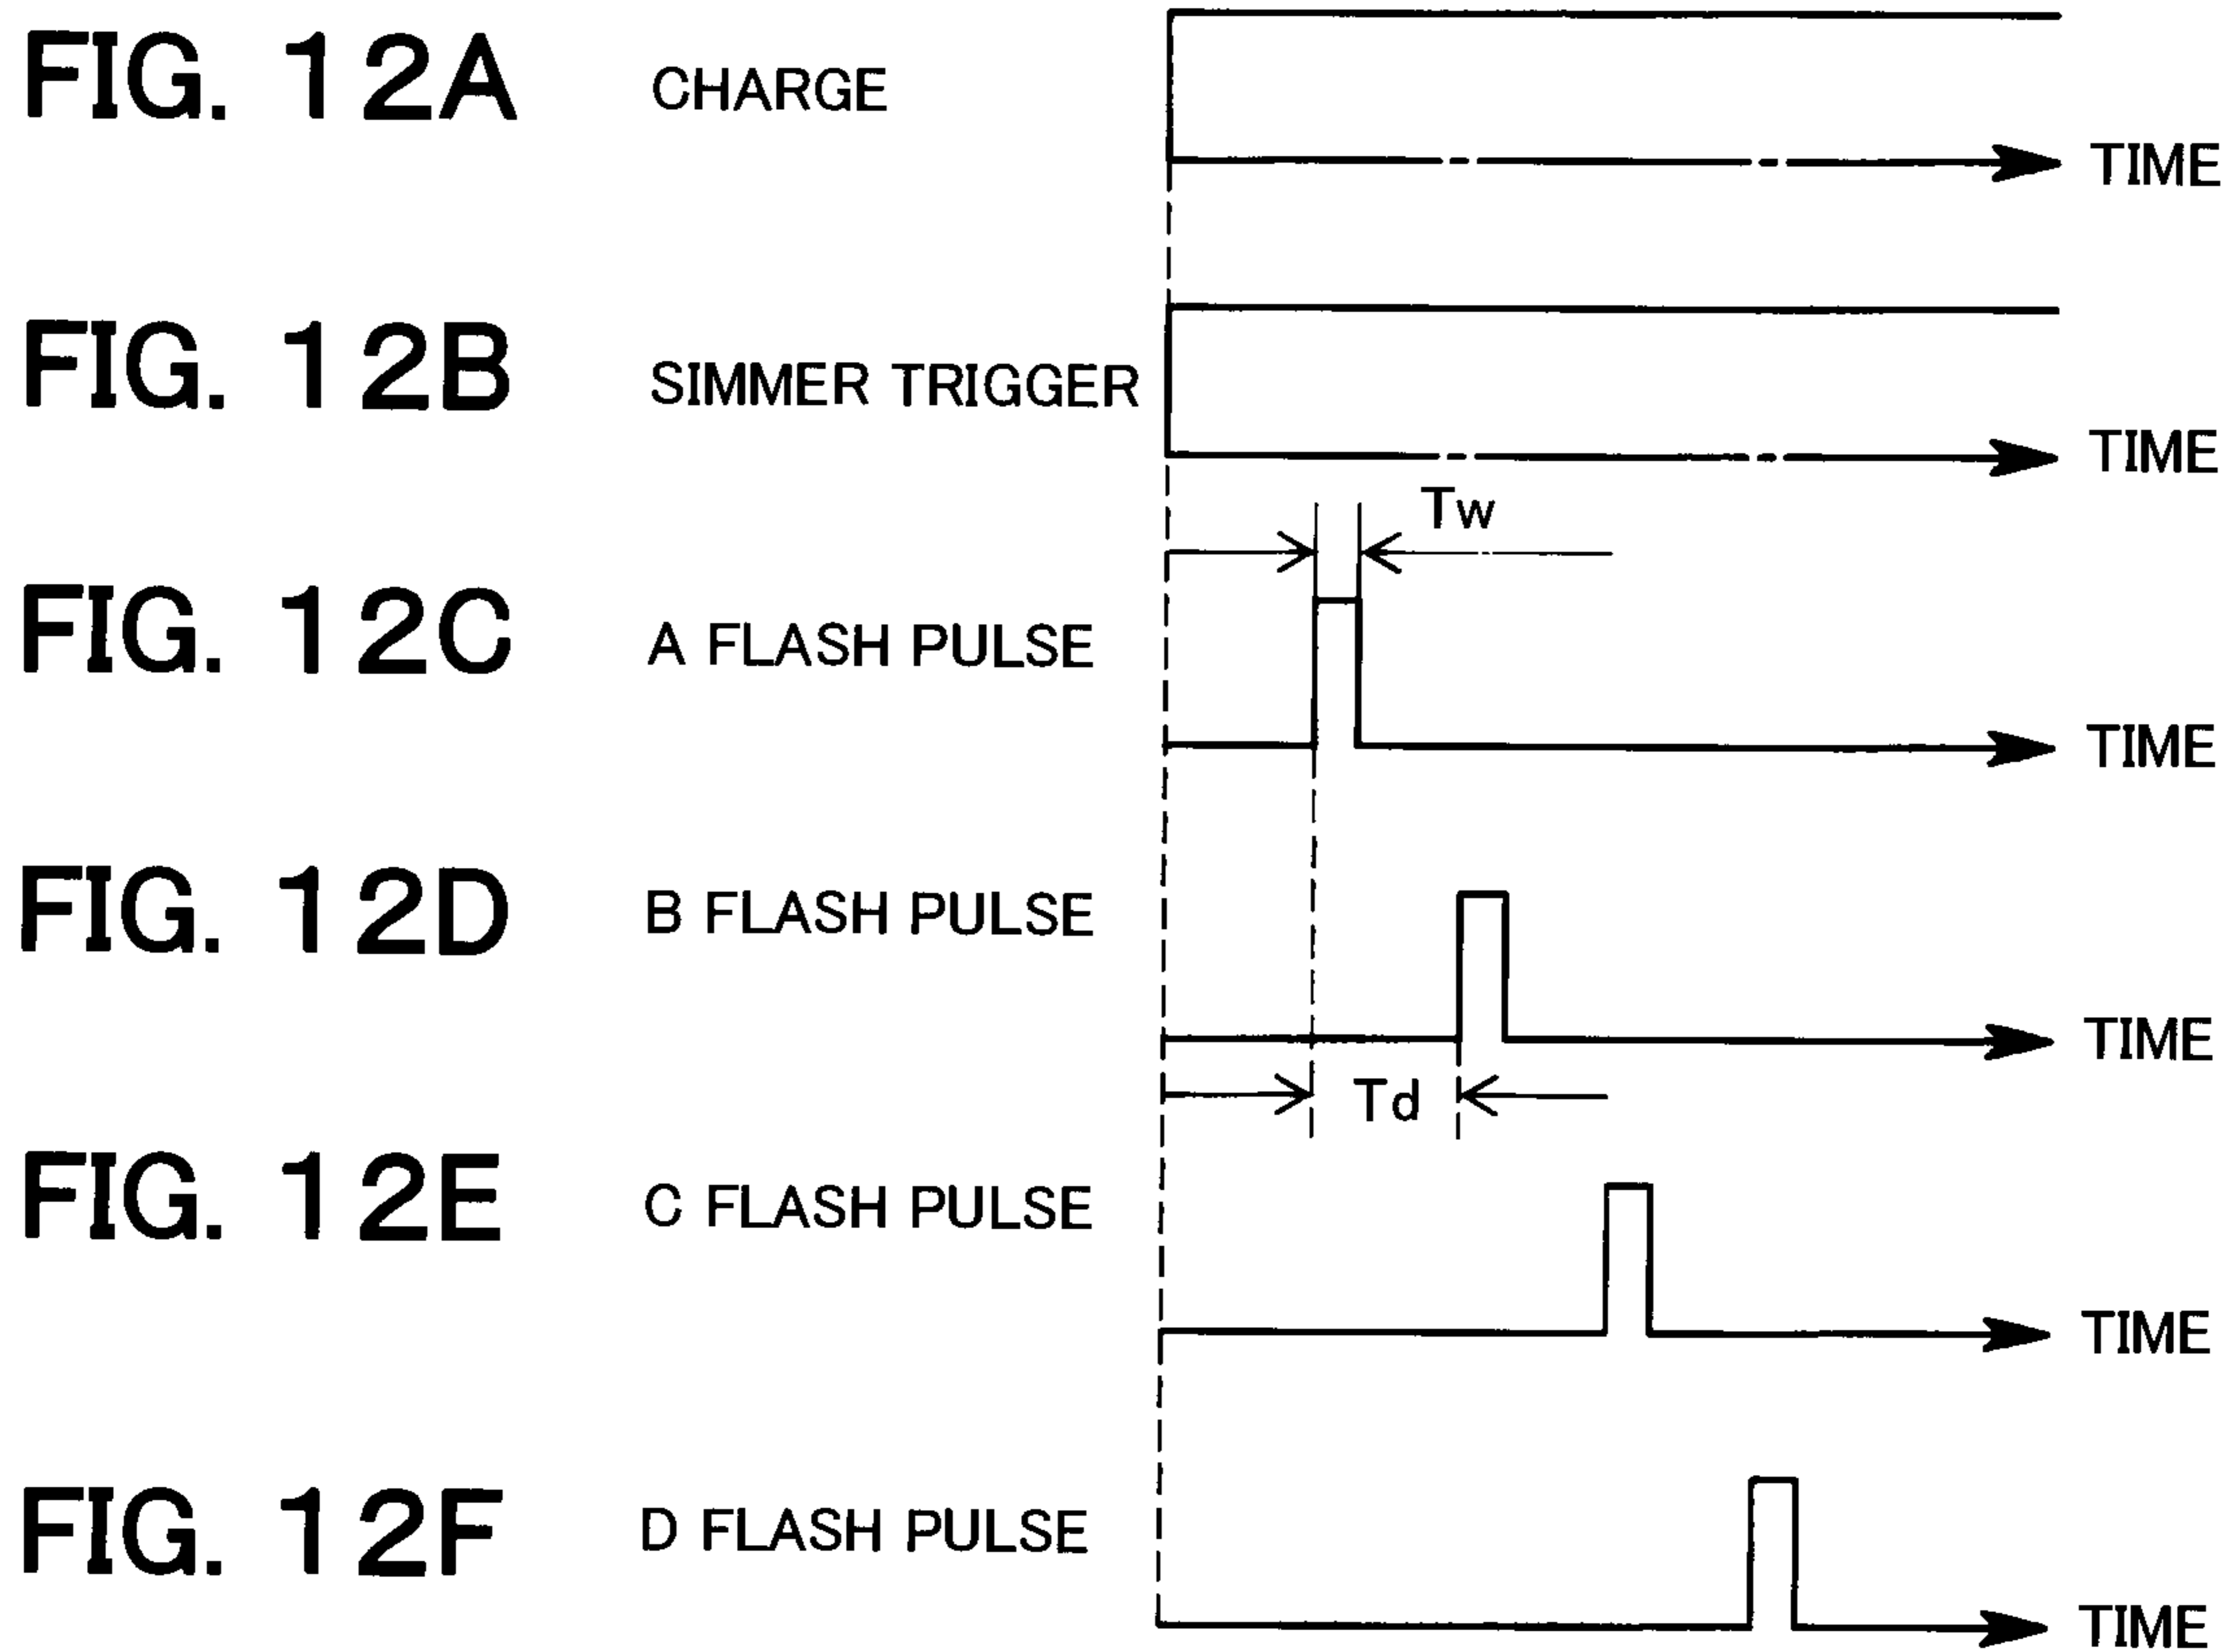 FIG. 12A CHARGE
TIME
FIG. 12B SIMMER TRIGGER
TIME
Tw
FIG. 12C A FLASH PULSE
TIME
FIG. 12D B FLASH PULSE
TIME
Td
FIG. 12E C FLASH PULSE
TIME
FIG. 12F D FLASH PULSE
TIME